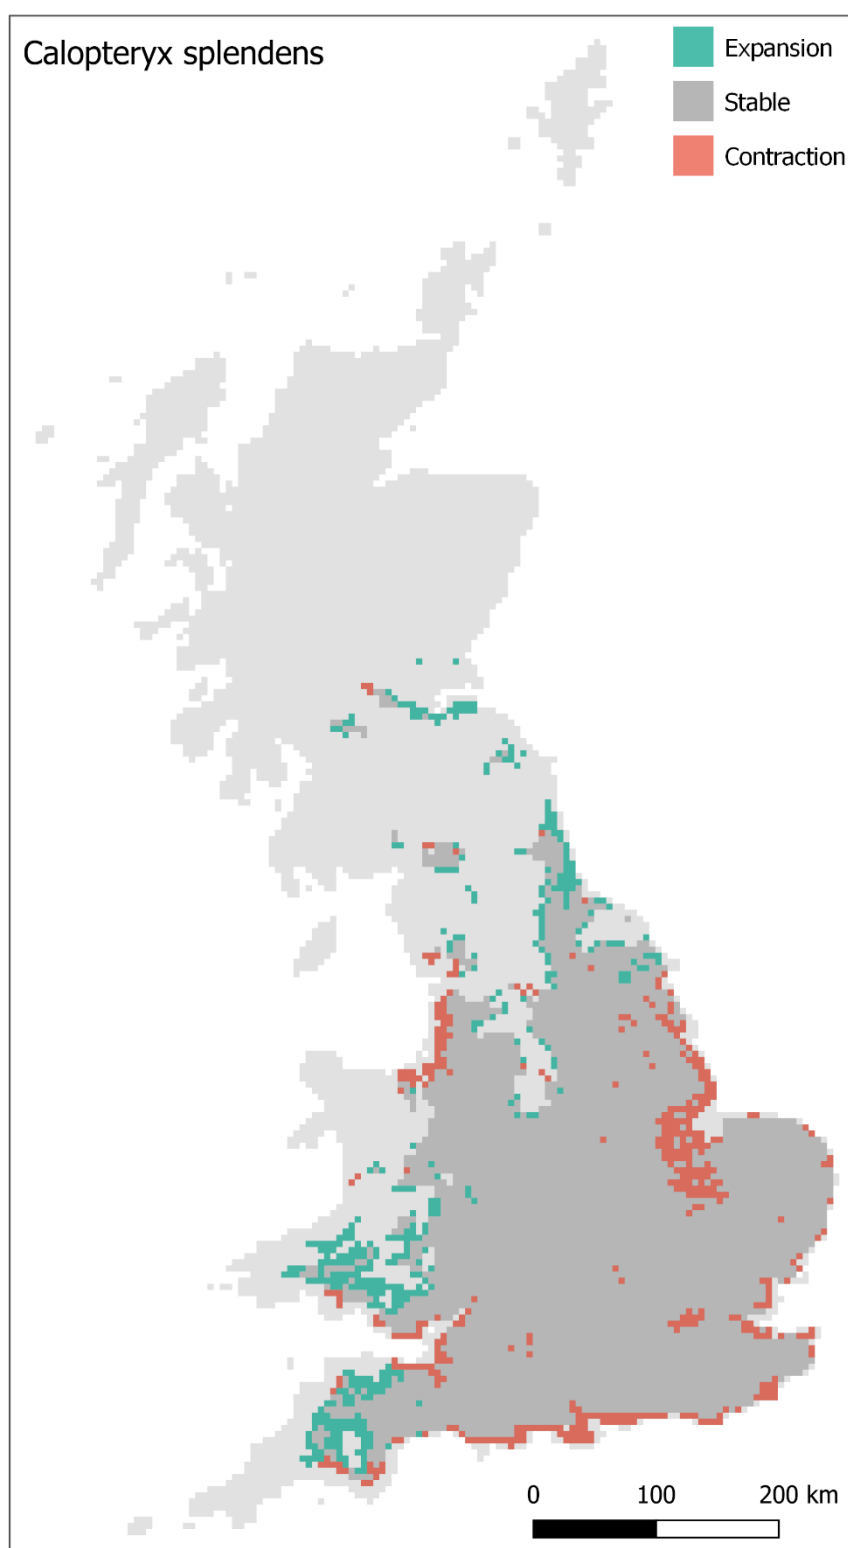 Calopteryx splendens
Expansion
Stable
Contraction
0 100 200 km